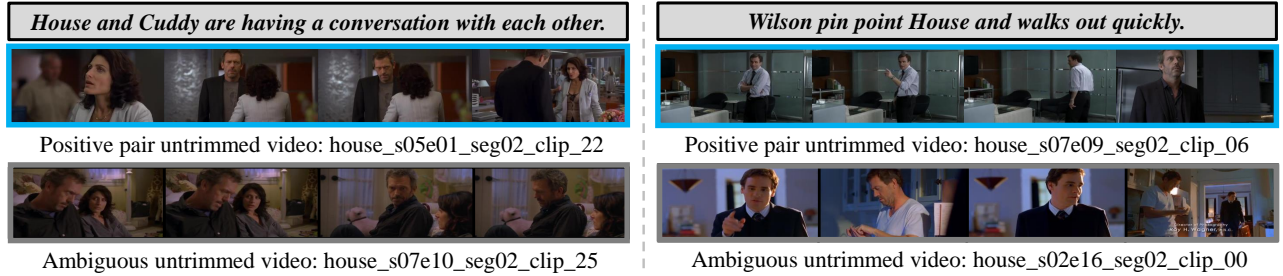 House and Cuddy are having a conversation with each other.
Positive pair untrimmed video: house_s05e01_seg02_clip_22
Ambiguous untrimmed video: house_s07e10_seg02_clip_25
Wilson pin point House and walks out quickly.
Positive pair untrimmed video: house_s07e09_seg02_clip_06
Ambiguous untrimmed video: house_s02e16_seg02_clip_00